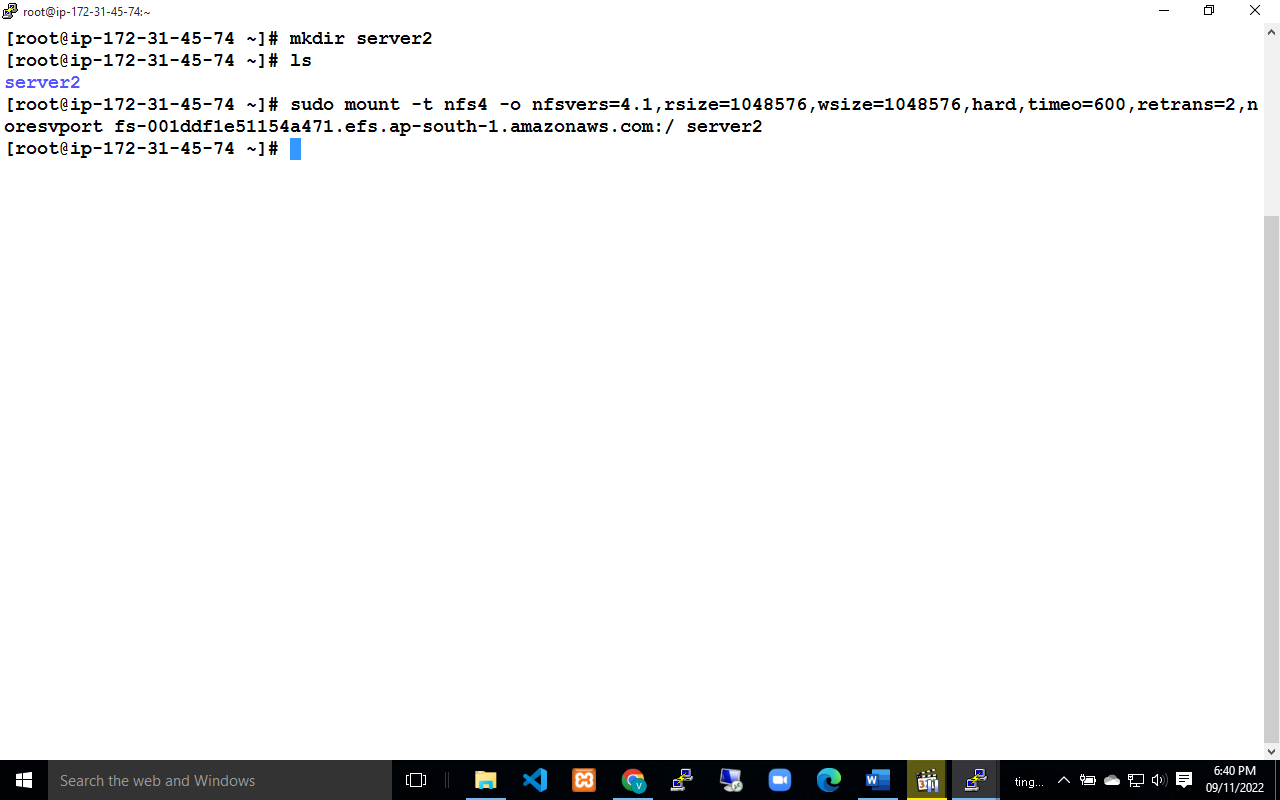 root@ip-172-31-45-74:~
[root@ip-172-31-45-74 ~]# mkdir server2
[root@ip-172-31-45-74 ~]# ls
server2
[root@ip-172-31-45-74 ~]# sudo mount -t nfs4 -o nfsvers=4.1,rsize=1048576,wsize=1048576,hard,timeo=600,retrans=2,n
oresvport fs-001ddf1e51154a471.efs.ap-south-1.amazonaws.com:/ server2
[root@ip-172-31-45-74 ~]#
Search the web and Windows
ting...
6:40 PM
09/11/2022